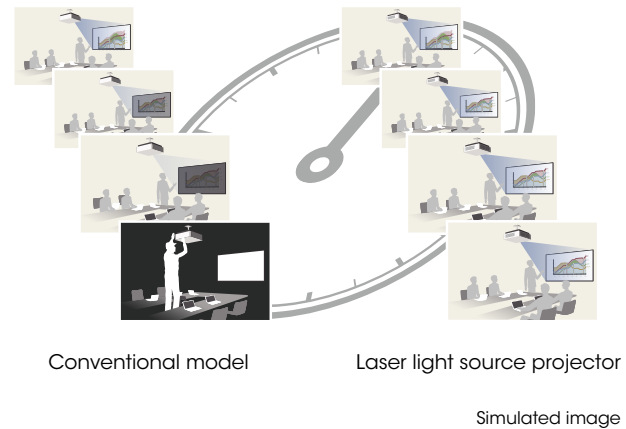 Conventional model
Laser light source projector
Simulated image